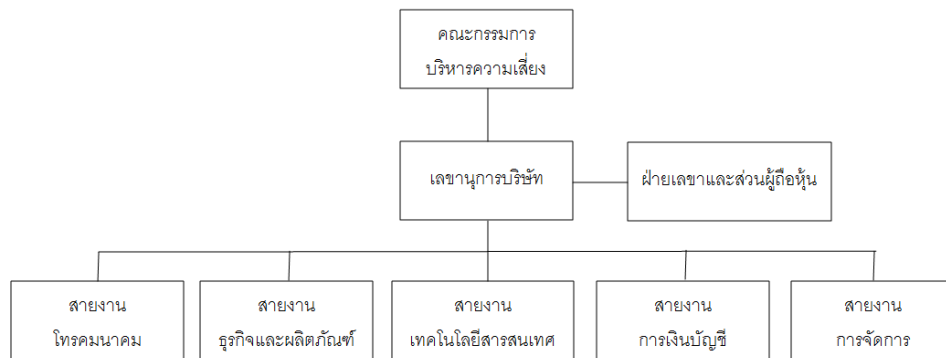 คณะกรรมการ
บริหารความเสี่ยง
เลขานุการบริษัท
ฝ่ายเลขาและส่วนผู้ถือหุ้น
สายงาน
โทรคมนาคม
สายงาน
ธุรกิจและผลิตภัณฑ์
สายงาน
เทคโนโลยีสารสนเทศ
สายงาน
การเงินบัญชี
สายงาน
การจัดการ